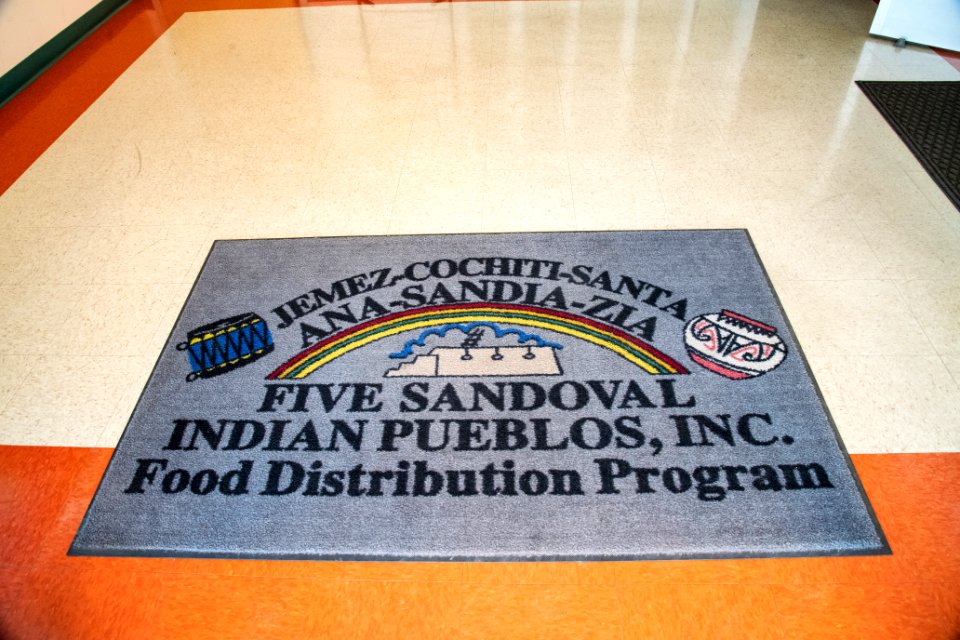 JEMEZ-COCHITI-SANTA
ANA-SANDIA-ZIA
FIVE SANDOVAL
INDIAN PUEBLOS, INC.
Food Distribution Program